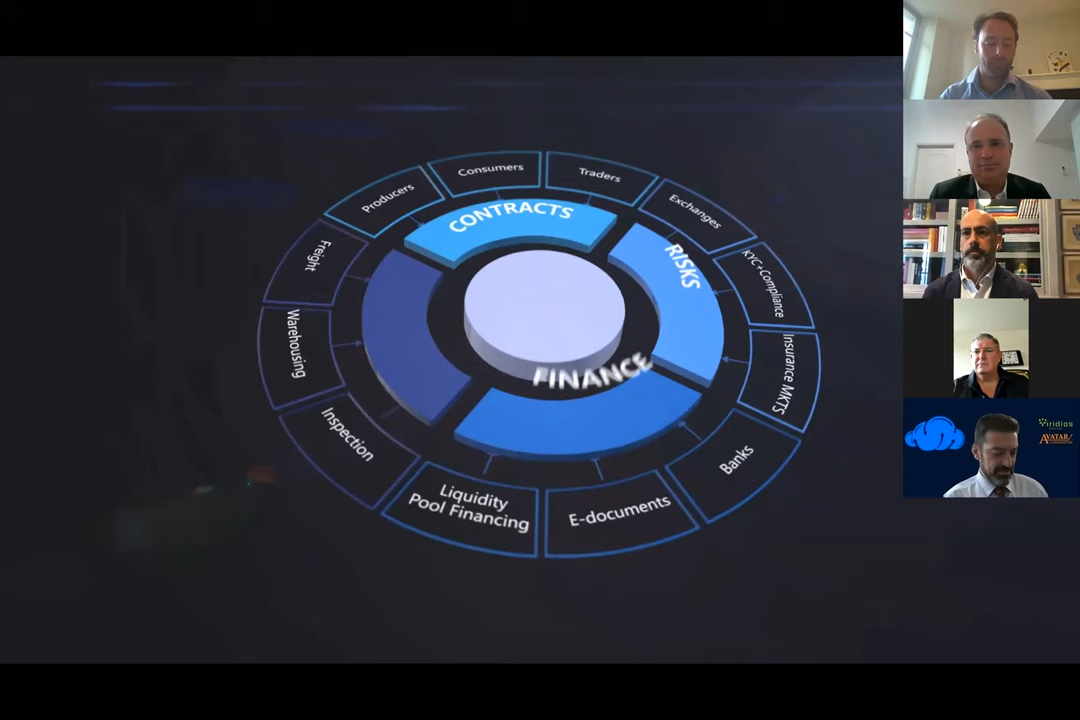 Consumers
Traders
Producers
Exchanges
CONTRACTS
RISKS
Freight
KYC+Compliance
Warehousing
Insurance MKTS
FINANCE
Inspection
Banks
Liquidity
Pool Financing
E-documents
Viridios
AVATAR